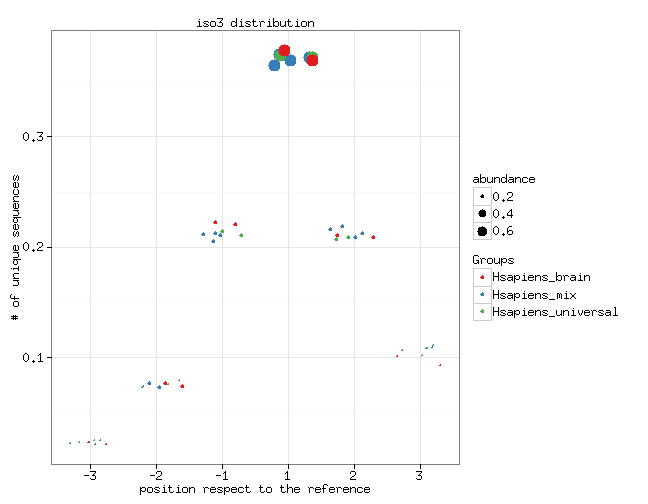 iso3 distribution
# of unique sequences
0.3
0.2
0.1
-3 -2 -1 1 2 3
position respect to the reference
abundance
0.2
0.4
0.6
Groups
Hsapiens_brain
Hsapiens_mix
Hsapiens_universal